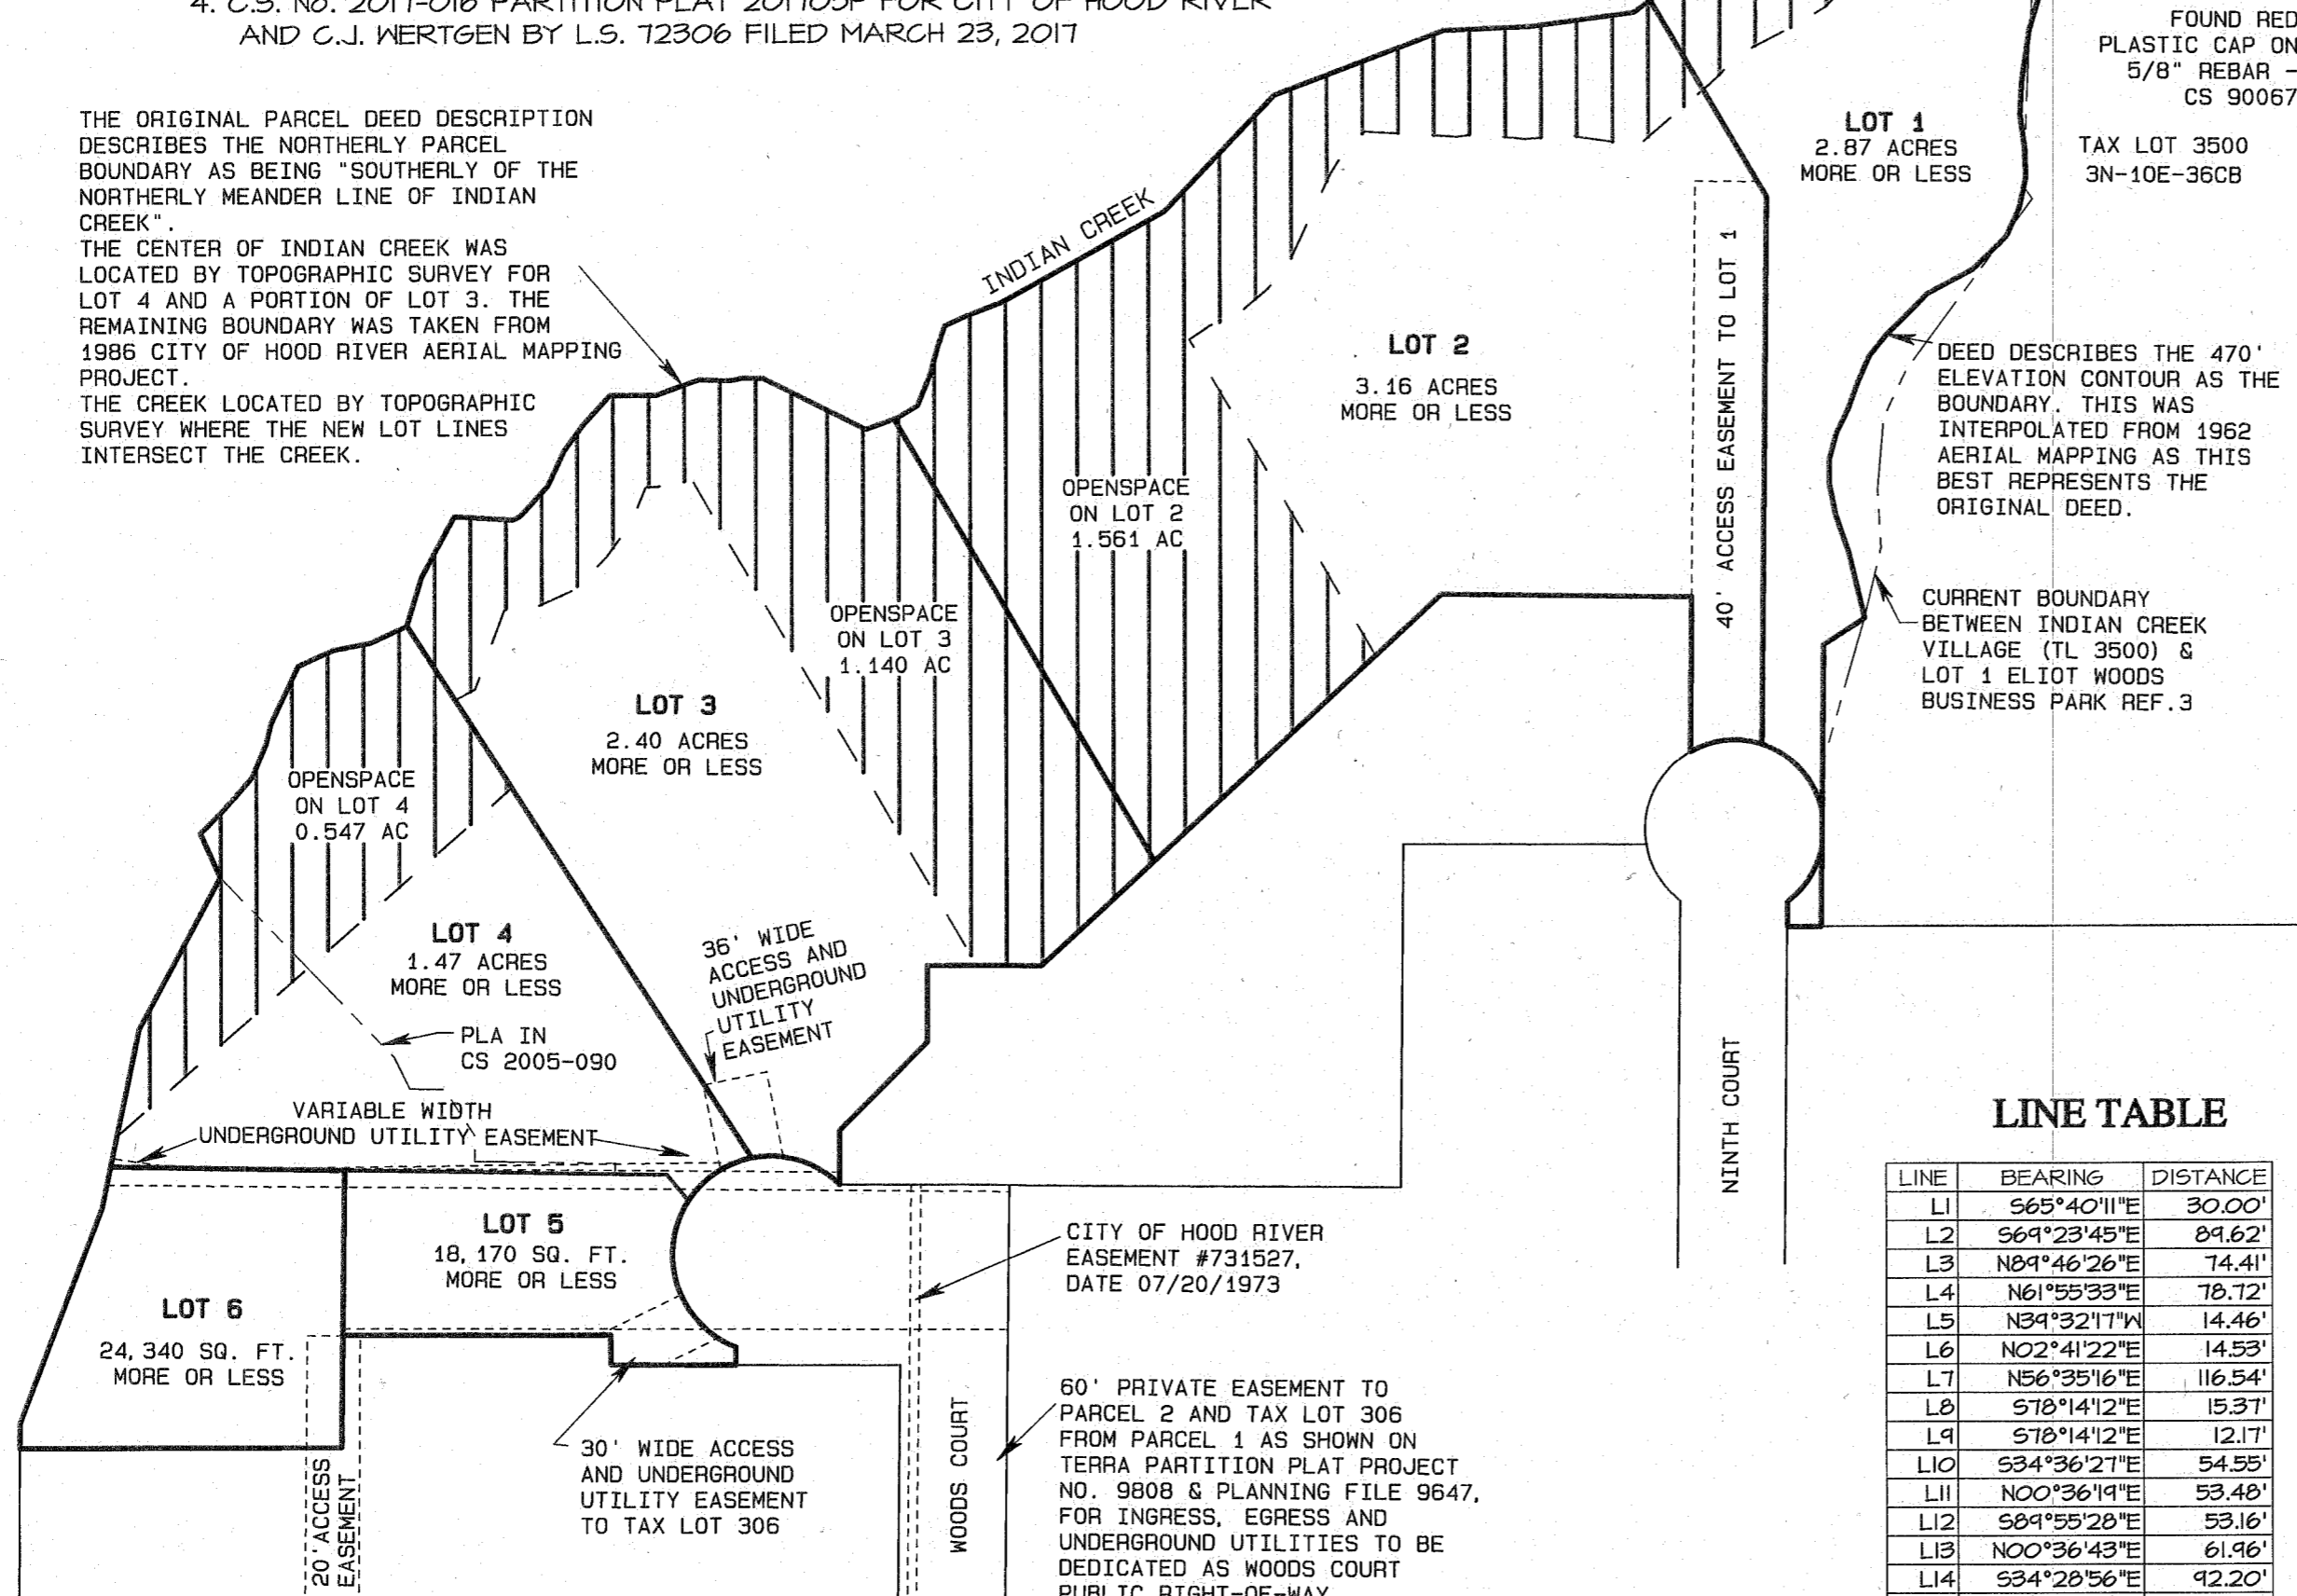 4. C.S. No. 2017-016 PARTITION PLAT 201703P FOR CITY OF HOOD RIVER
AND C.J. WERTGEN BY L.S. 72306 FILED MARCH 23, 2017
THE ORIGINAL PARCEL DEED DESCRIPTION
DESCRIBES THE NORTHERLY PARCEL
BOUNDARY AS BEING "SOUTHERLY OF THE
NORTHERLY MEANDER LINE OF INDIAN
CREEK".
THE CENTER OF INDIAN CREEK WAS
LOCATED BY TOPOGRAPHIC SURVEY FOR
LOT 4 AND A PORTION OF LOT 3. THE
REMAINING BOUNDARY WAS TAKEN FROM
1986 CITY OF HOOD RIVER AERIAL MAPPING
PROJECT.
THE CREEK LOCATED BY TOPOGRAPHIC
SURVEY WHERE THE NEW LOT LINES
INTERSECT THE CREEK.
INDIAN CREEK
FOUND RED
PLASTIC CAP ON
5/8" REBAR -
CS 90067
TAX LOT 3500
3N-10E-36CB
LOT 1
2.87 ACRES
MORE OR LESS
LOT 2
3.16 ACRES
MORE OR LESS
40' ACCESS EASEMENT TO LOT 1
DEED DESCRIBES THE 470'
ELEVATION CONTOUR AS THE
BOUNDARY. THIS WAS
INTERPOLATED FROM 1962
AERIAL MAPPING AS THIS
BEST REPRESENTS THE
ORIGINAL DEED.
CURRENT BOUNDARY
BETWEEN INDIAN CREEK
VILLAGE (TL 3500) &
LOT 1 ELIOT WOODS
BUSINESS PARK REF.3
OPENSPACE
ON LOT 2
1.561 AC
OPENSPACE
ON LOT 3
1.140 AC
LOT 3
2.40 ACRES
MORE OR LESS
OPENSPACE
ON LOT 4
0.547 AC
LOT 4
1.47 ACRES
MORE OR LESS
36' WIDE
ACCESS AND
UNDERGROUND
UTILITY
EASEMENT
PLA IN
CS 2005-090
VARIABLE WIDTH
UNDERGROUND UTILITY EASEMENT
LOT 5
18,170 SQ. FT.
MORE OR LESS
LOT 6
24,340 SQ. FT.
MORE OR LESS
CITY OF HOOD RIVER
EASEMENT #731527,
DATE 07/20/1973
30' WIDE ACCESS
AND UNDERGROUND
UTILITY EASEMENT
TO TAX LOT 306
20' ACCESS
EASEMENT
WOODS COURT
60' PRIVATE EASEMENT TO
PARCEL 2 AND TAX LOT 306
FROM PARCEL 1 AS SHOWN ON
TERRA PARTITION PLAT PROJECT
NO. 9808 & PLANNING FILE 9647,
FOR INGRESS, EGRESS AND
UNDERGROUND UTILITIES TO BE
DEDICATED AS WOODS COURT
PUBLIC RIGHT-OF-WAY
NINTH COURT
LINE TABLE
LINE BEARING DISTANCE
L1 S65°40'11"E 30.00'
L2 S69°23'45"E 89.62'
L3 N89°46'26"E 74.41'
L4 N61°55'33"E 78.72'
L5 N39°32'17"W 14.46'
L6 N02°41'22"E 14.53'
L7 N56°35'16"E 116.54'
L8 S78°14'12"E 15.37'
L9 S78°14'12"E 12.17'
L10 S34°36'27"E 54.55'
L11 N00°36'19"E 53.48'
L12 S89°55'28"E 53.16'
L13 N00°36'43"E 61.96'
L14 S34°28'56"E 92.20'